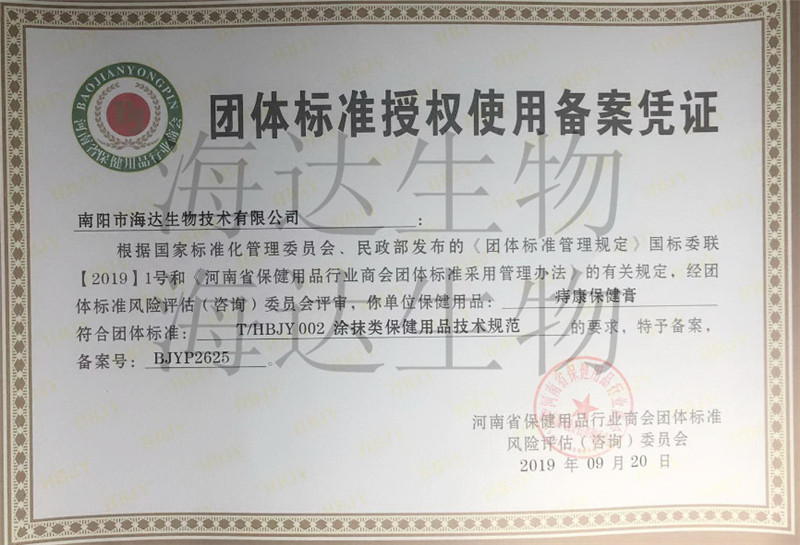 BAOJIANYONGPIN
河南省保健用品行业商会
团体标准授权使用备案凭证
海达生物
南阳市海达生物技术有限公司：
根据国家标准化管理委员会、民政部发布的《团体标准管理规定》国标委联
【2019】1号和《河南省保健用品行业商会团体标准采用管理办法》的有关规定，经团
体标准风险评估（咨询）委员会评审，你单位保健用品： 痔康保健膏
海达生物
符合团体标准： T/HBJY 002 涂抹类保健用品技术规范 的要求，特予备案，
备案号： BJYP2625 。
河南省保健用品行业商会团体标准
风险评估（咨询）委员会
2019 年 09 月 20 日